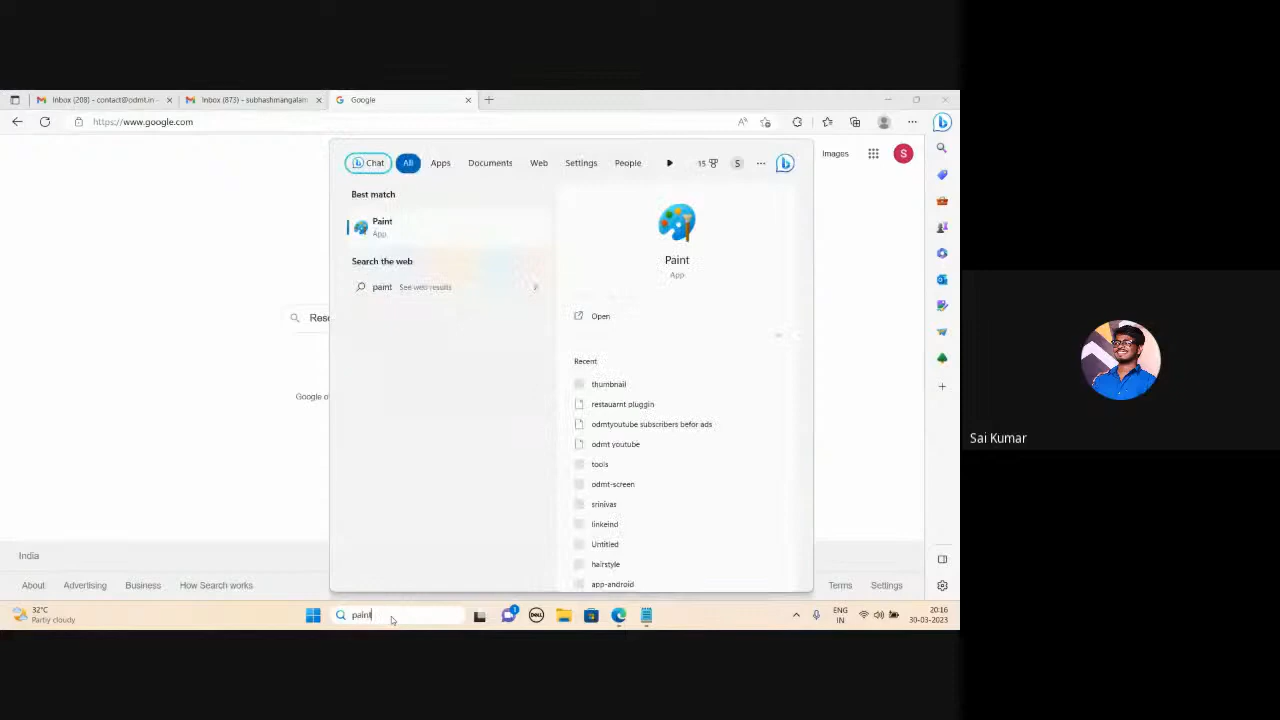 Inbox (208) - contact@odmt.in -
Inbox (873) - subhashmangalam
Google
https://www.google.com
Chat
All
Apps
Documents
Web
Settings
People
15
S
Images
S
Best match
Paint
App
Search the web
paint See web results
Paint
App
Open
Recent
thumbnail
restauarnt pluggin
odmtyoutube subscribers befor ads
odmt youtube
tools
odmt-screen
srinivas
linkeind
Untitled
hairstyle
app-android
Google of
India
About
Advertising
Business
How Search works
Terms
Settings
32°C
Partly cloudy
paint
1
DELL
ENG
IN
20:16
30-03-2023
Sai Kumar